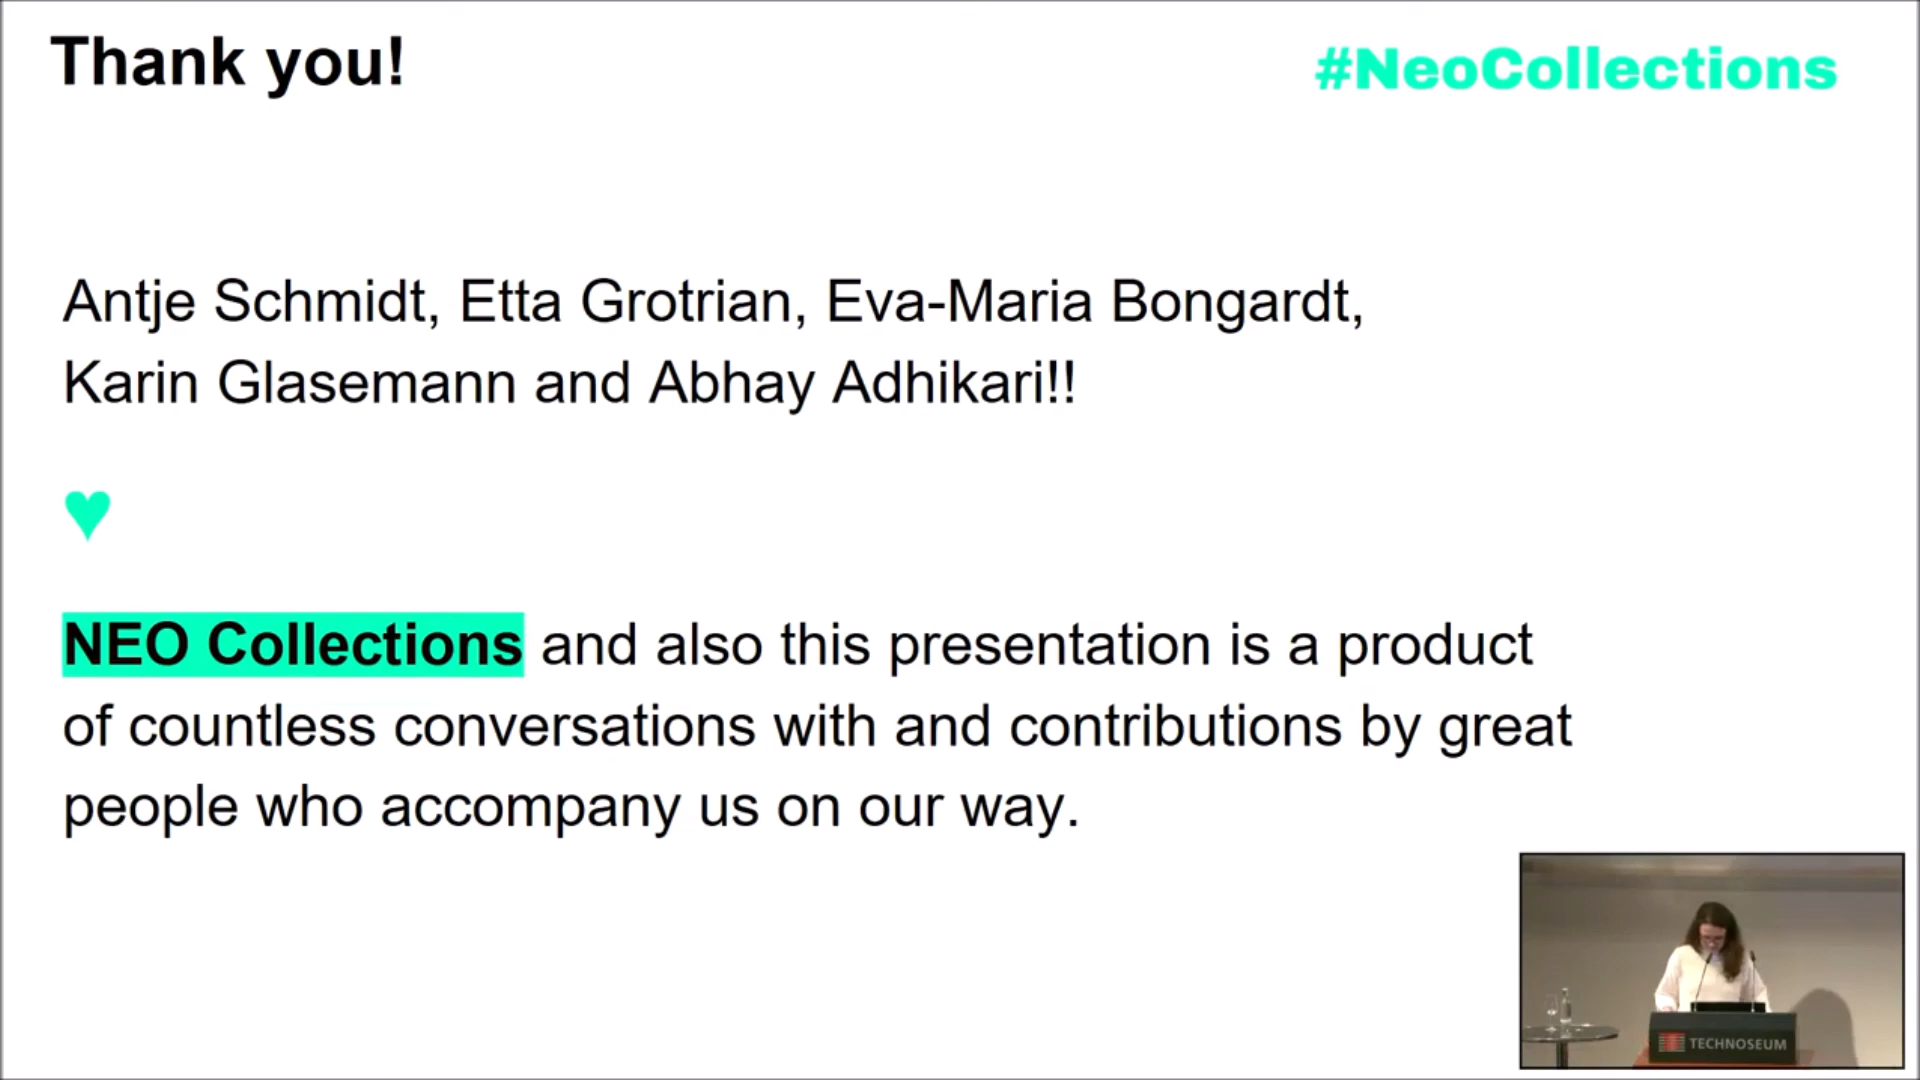 Thank you!
#NeoCollections
Antje Schmidt, Etta Grotrian, Eva-Maria Bongardt,
Karin Glasemann and Abhay Adhikari!!
♥
NEO Collections and also this presentation is a product
of countless conversations with and contributions by great
people who accompany us on our way.
TECHNOSEUM